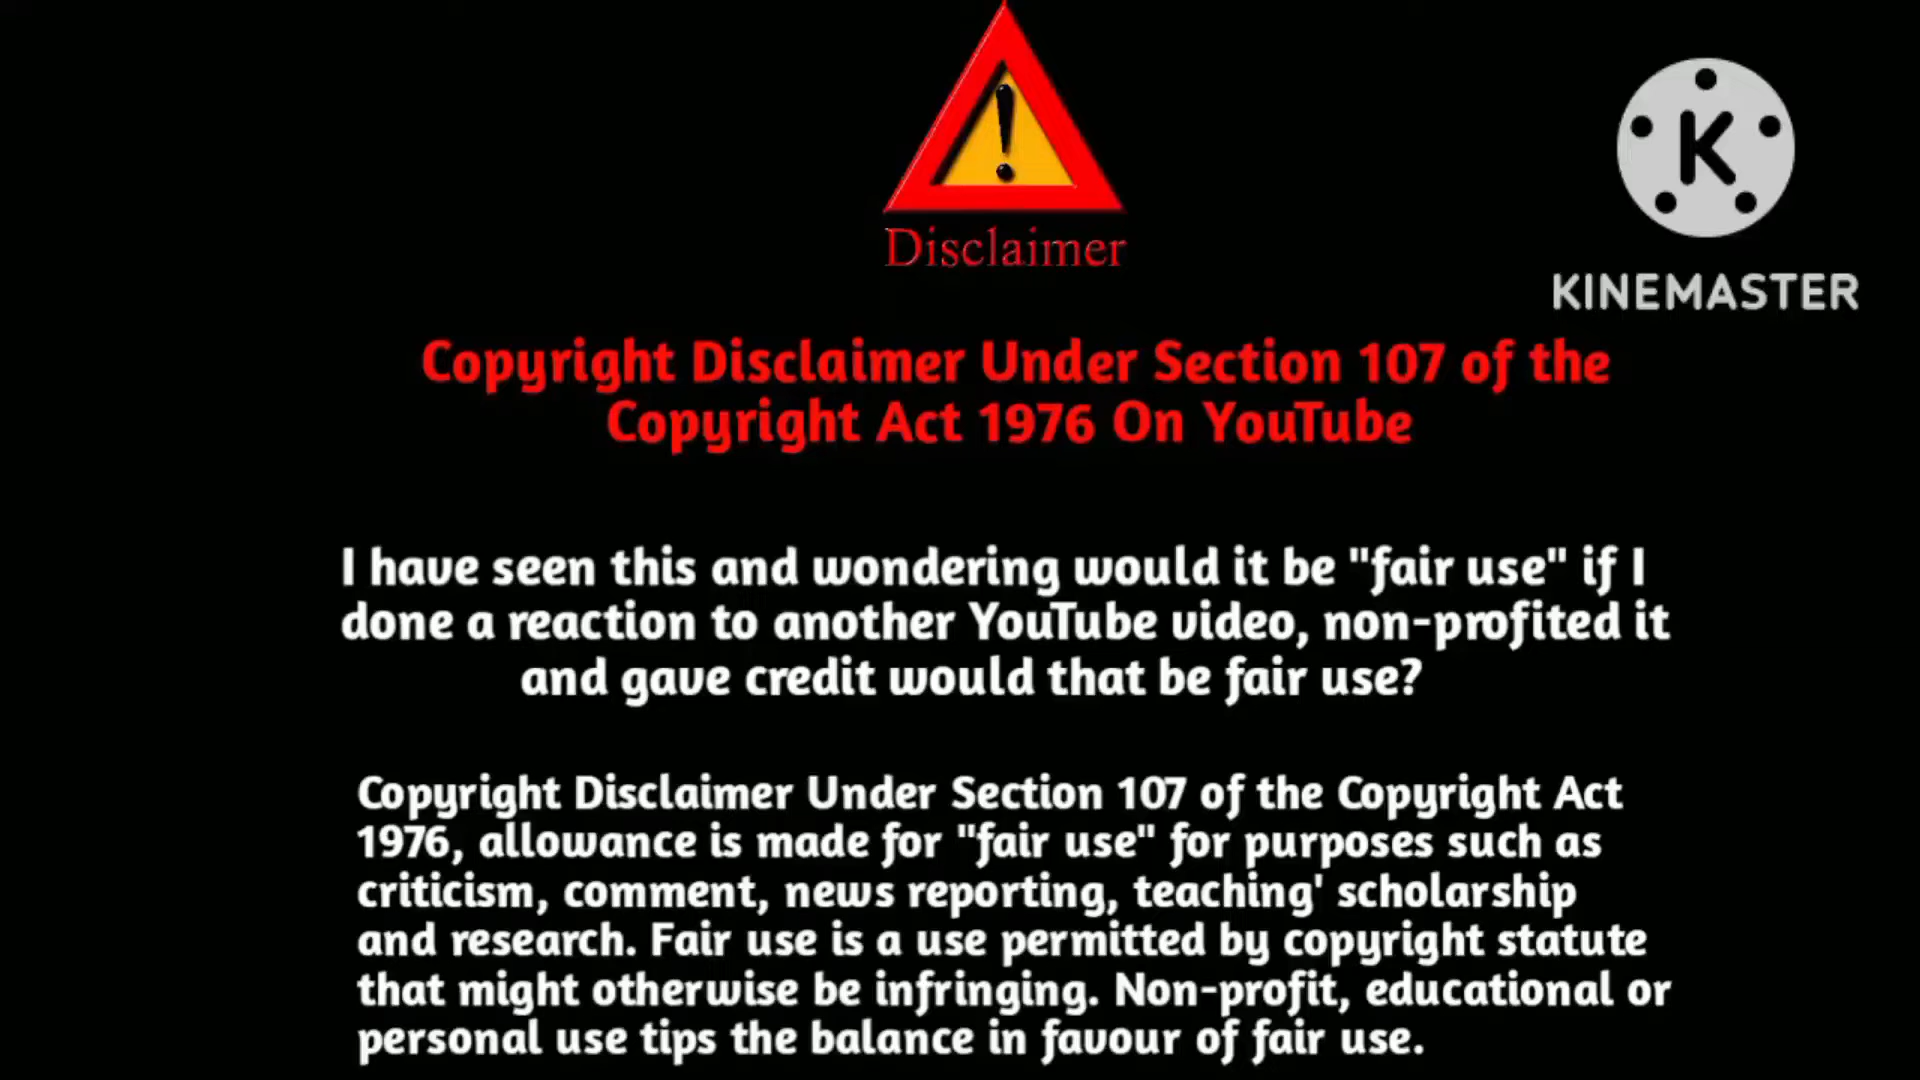 Disclaimer
K
KINEMASTER
Copyright Disclaimer Under Section 107 of the
Copyright Act 1976 On YouTube
I have seen this and wondering would it be "fair use" if I
done a reaction to another YouTube video, non-profited it
and gave credit would that be fair use?
Copyright Disclaimer Under Section 107 of the Copyright Act
1976, allowance is made for "fair use" for purposes such as
criticism, comment, news reporting, teaching' scholarship
and research. Fair use is a use permitted by copyright statute
that might otherwise be infringing. Non-profit, educational or
personal use tips the balance in favour of fair use.